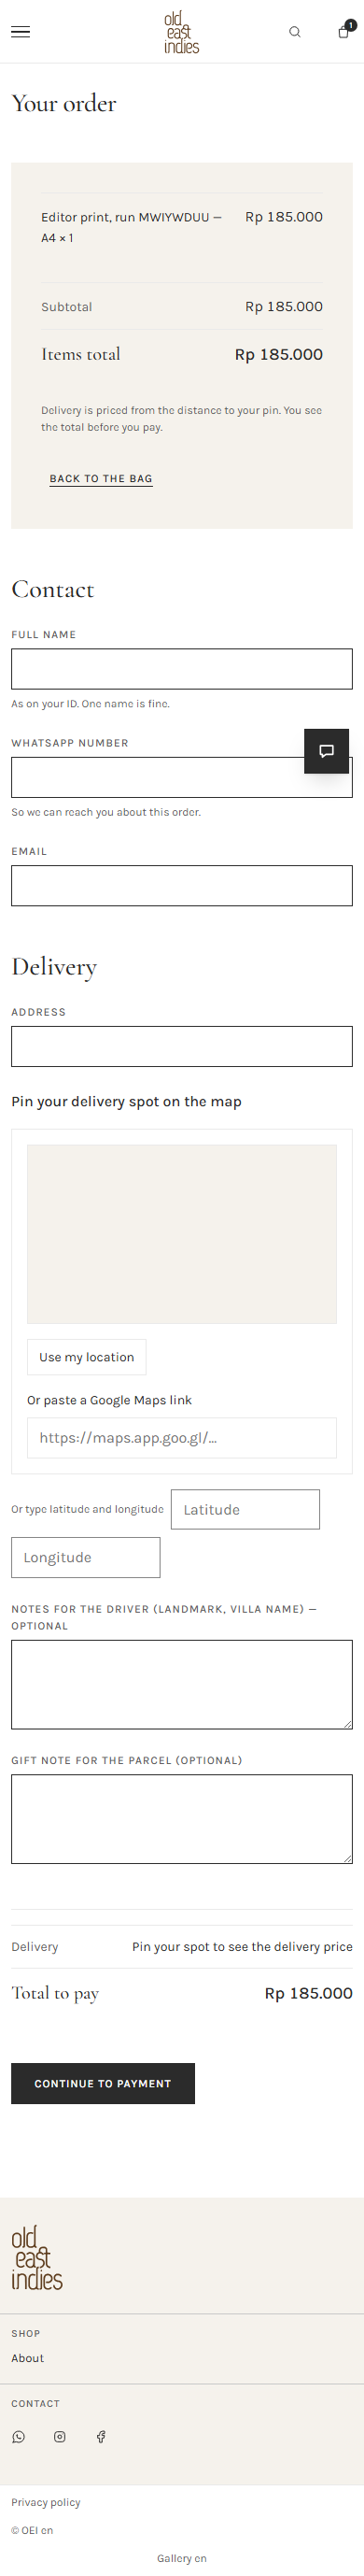 old
east
indies
1
Your order
Editor print, run MWIYWDUU —
A4 × 1
Rp 185.000
Subtotal
Rp 185.000
Items total
Rp 185.000
Delivery is priced from the distance to your pin. You see
the total before you pay.
BACK TO THE BAG
Contact
FULL NAME
As on your ID. One name is fine.
WHATSAPP NUMBER
So we can reach you about this order.
EMAIL
Delivery
ADDRESS
Pin your delivery spot on the map
Use my location
Or paste a Google Maps link
https://maps.app.goo.gl/...
Or type latitude and longitude
Latitude
Longitude
NOTES FOR THE DRIVER (LANDMARK, VILLA NAME) —
OPTIONAL
GIFT NOTE FOR THE PARCEL (OPTIONAL)
Delivery
Pin your spot to see the delivery price
Total to pay
Rp 185.000
CONTINUE TO PAYMENT
old
east
indies
SHOP
About
CONTACT
Privacy policy
© OEI en
Gallery en